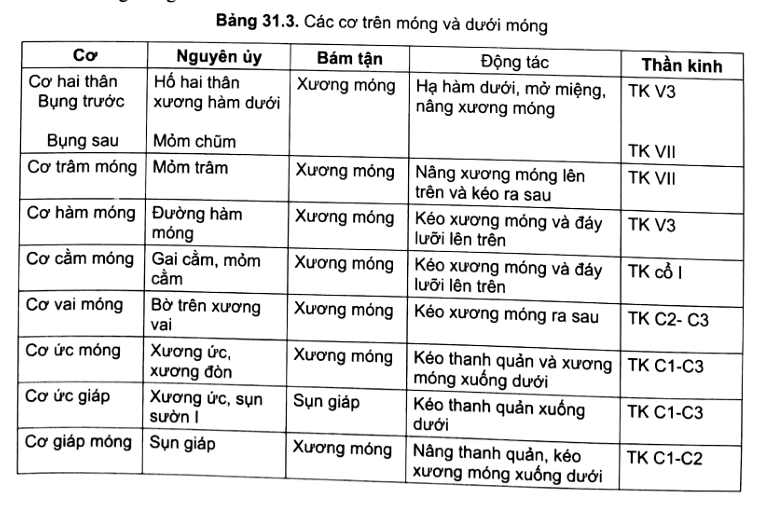 Bảng 31.3. Các cơ trên móng và dưới móng
Cơ Nguyên ủy Bám tận Động tác Thần kinh
Cơ hai thân Hố hai thân Xương móng Hạ hàm dưới, mở miệng, TK V3
Bụng trước xương hàm dưới nâng xương móng
Bụng sau Mỏm chũm TK VII
Cơ trâm móng Mỏm trâm Xương móng Nâng xương móng lên TK VII
trên và kéo ra sau
Cơ hàm móng Đường hàm Xương móng Kéo xương móng và đáy TK V3
móng lưỡi lên trên
Cơ cằm móng Gai cằm, mỏm Xương móng Kéo xương móng và đáy TK cổ I
cằm lưỡi lên trên
Cơ vai móng Bờ trên xương Xương móng Kéo xương móng ra sau TK C2- C3
vai
Cơ ức móng Xương ức, Xương móng Kéo thanh quản và xương TK C1-C3
xương đòn móng xuống dưới
Cơ ức giáp Xương ức, sụn Sụn giáp Kéo thanh quản xuống TK C1-C3
sườn I dưới
Cơ giáp móng Sụn giáp Xương móng Nâng thanh quản, kéo TK C1-C2
xương móng xuống dưới